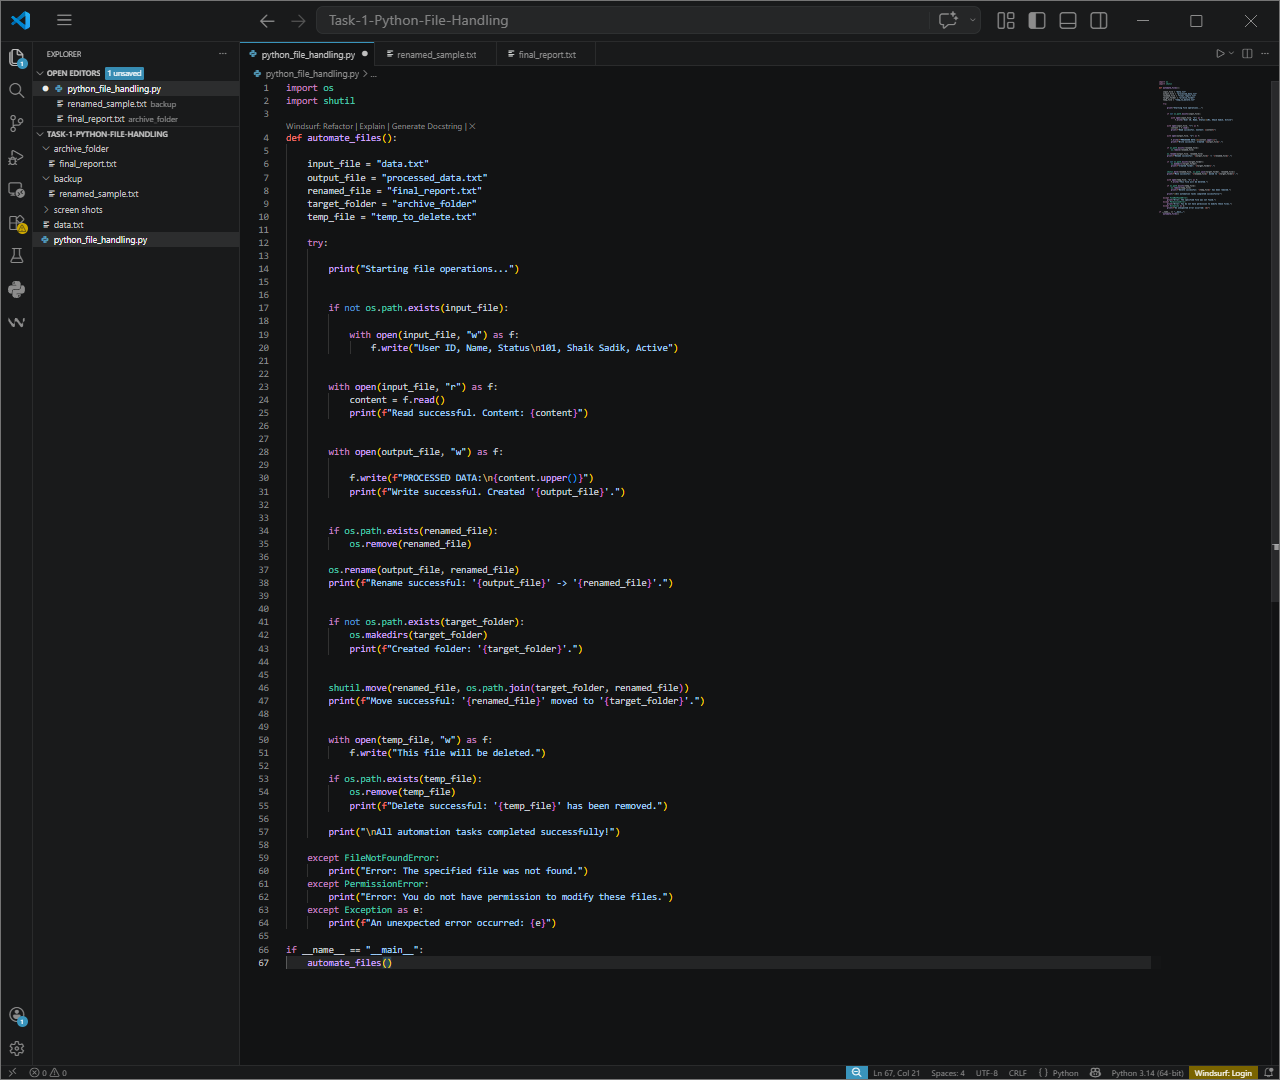 Task-1-Python-File-Handling
EXPLORER
OPEN EDITORS 1 unsaved
python_file_handling.py
renamed_sample.txt backup
final_report.txt archive_folder
TASK-1-PYTHON-FILE-HANDLING
archive_folder
final_report.txt
backup
renamed_sample.txt
screen shots
data.txt
python_file_handling.py
python_file_handling.py
renamed_sample.txt
final_report.txt
python_file_handling.py > ...
1 import os
2 import shutil
3
Windsurf: Refactor | Explain | Generate Docstring | X
4 def automate_files():
5
6 input_file = "data.txt"
7 output_file = "processed_data.txt"
8 renamed_file = "final_report.txt"
9 target_folder = "archive_folder"
10 temp_file = "temp_to_delete.txt"
11
12 try:
13
14 print("Starting file operations...")
15
16
17 if not os.path.exists(input_file):
18
19 with open(input_file, "w") as f:
20 f.write("User ID, Name, Status\n101, Shaik Sadik, Active")
21
22
23 with open(input_file, "r") as f:
24 content = f.read()
25 print(f"Read successful. Content: {content}")
26
27
28 with open(output_file, "w") as f:
29
30 f.write(f"PROCESSED DATA:\n{content.upper()}")
31 print(f"Write successful. Created '{output_file}'.")
32
33
34 if os.path.exists(renamed_file):
35 os.remove(renamed_file)
36
37 os.rename(output_file, renamed_file)
38 print(f"Rename successful: '{output_file}' -> '{renamed_file}'.")
39
40
41 if not os.path.exists(target_folder):
42 os.makedirs(target_folder)
43 print(f"Created folder: '{target_folder}'.")
44
45
46 shutil.move(renamed_file, os.path.join(target_folder, renamed_file))
47 print(f"Move successful: '{renamed_file}' moved to '{target_folder}'.")
48
49
50 with open(temp_file, "w") as f:
51 f.write("This file will be deleted.")
52
53 if os.path.exists(temp_file):
54 os.remove(temp_file)
55 print(f"Delete successful: '{temp_file}' has been removed.")
56
57 print("\nAll automation tasks completed successfully!")
58
59 except FileNotFoundError:
60 print("Error: The specified file was not found.")
61 except PermissionError:
62 print("Error: You do not have permission to modify these files.")
63 except Exception as e:
64 print(f"An unexpected error occurred: {e}")
65
66 if __name__ == "__main__":
67 automate_files()
0 0
Ln 67, Col 21 Spaces: 4 UTF-8 CRLF { } Python Python 3.14 (64-bit) Windsurf: Login